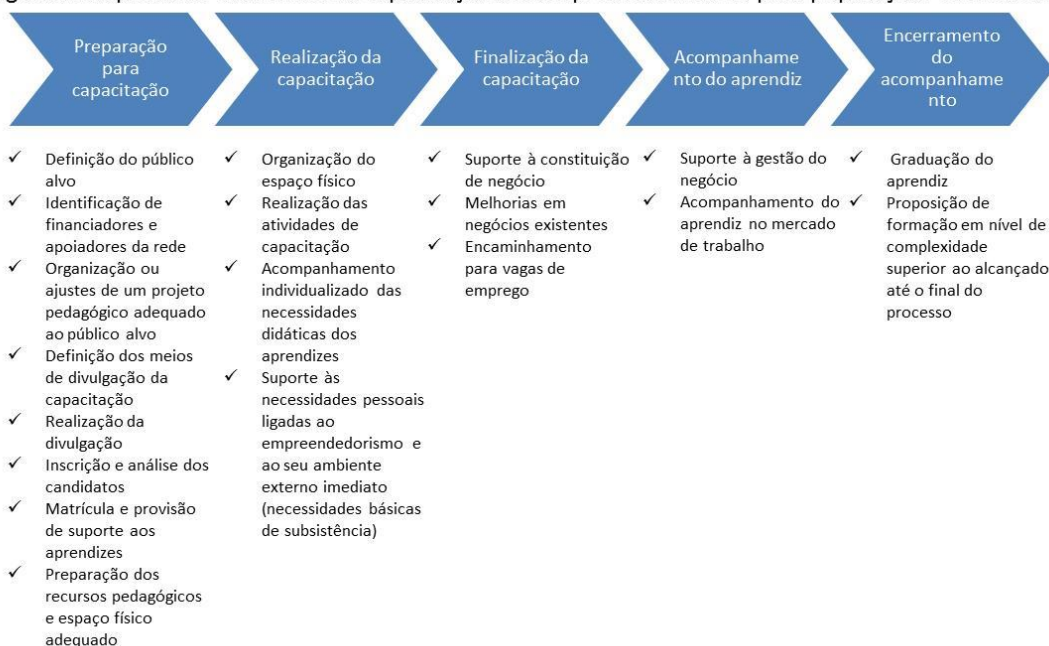 Preparação
para
capacitação
Realização da
capacitação
Finalização da
capacitação
Acompanhame
nto do aprendiz
Encerramento
do
acompanhame
nto
✓ Definição do público
alvo
✓ Identificação de
financiadores e
apoiadores da rede
✓ Organização ou
ajustes de um projeto
pedagógico adequado
ao público alvo
✓ Definição dos meios
de divulgação da
capacitação
✓ Realização da
divulgação
✓ Inscrição e análise dos
candidatos
✓ Matrícula e provisão
de suporte aos
aprendizes
✓ Preparação dos
recursos pedagógicos
e espaço físico
adequado
✓ Organização do
espaço físico
✓ Realização das
atividades de
capacitação
✓ Acompanhamento
individualizado das
necessidades
didáticas dos
aprendizes
✓ Suporte às
necessidades pessoais
ligadas ao
empreendedorismo e
ao seu ambiente
externo imediato
(necessidades básicas
de subsistência)
✓ Suporte à constituição
de negócio
✓ Melhorias em
negócios existentes
✓ Encaminhamento
para vagas de
emprego
✓ Suporte à gestão do
negócio
✓ Acompanhamento do
aprendiz no mercado
de trabalho
✓ Graduação do
aprendiz
✓ Proposição de
formação em nível de
complexidade
superior ao alcançado
até o final do
processo